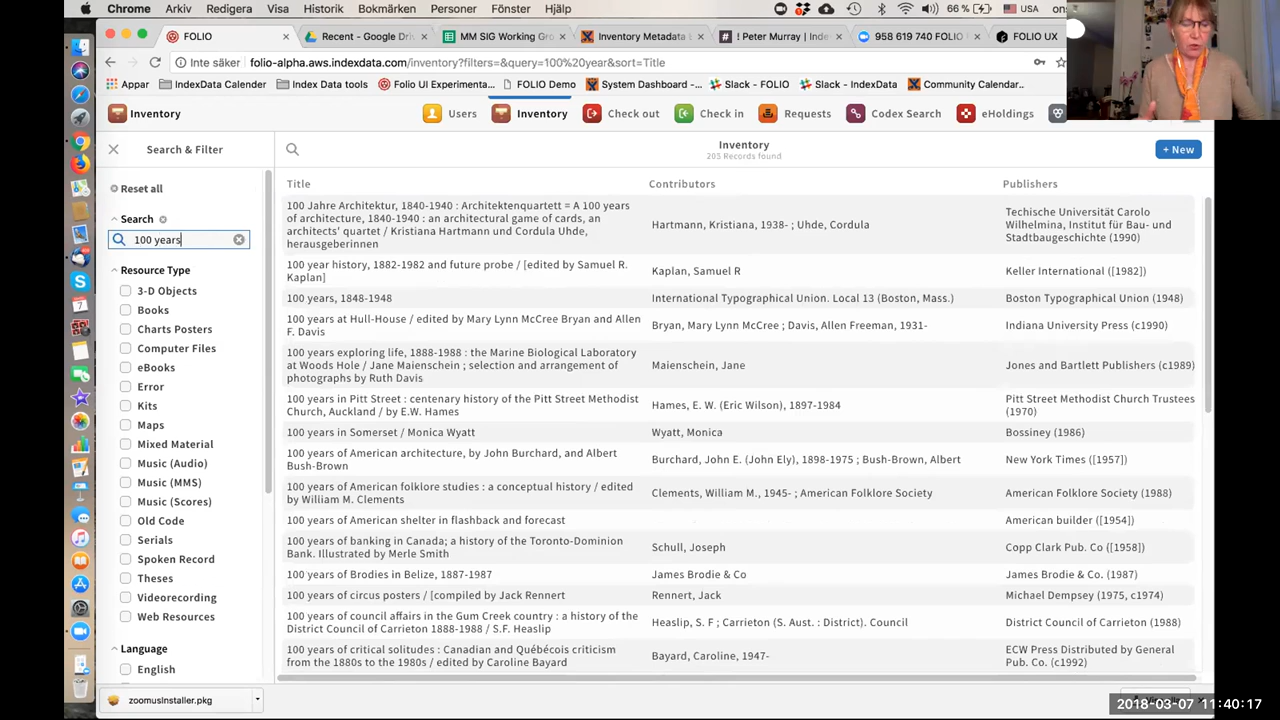 Chrome Arkiv Redigera Visa Historik Bokmärken Personer Fönster Hjälp 66 % USA
FOLIO × Recent - Google Dri × MM SIG Working Gro × Inventory Metadata × ! Peter Murray | Inde × 958 619 740 FOLIO × FOLIO UX
Inte säker folio-alpha.aws.indexdata.com/inventory?filters=&query=100%20year&sort=Title
Appar IndexData Calender Index Data tools Folio UI Experimenta... FOLIO Demo System Dashboard -... Slack - FOLIO Slack - IndexData Community Calendar..
Inventory Users Inventory Check out Check in Requests Codex Search eHoldings
Search & Filter
Inventory
205 Records found
+ New
Reset all
Search
100 years
Resource Type
3-D Objects
Books
Charts Posters
Computer Files
eBooks
Error
Kits
Maps
Mixed Material
Music (Audio)
Music (MMS)
Music (Scores)
Old Code
Serials
Spoken Record
Theses
Videorecording
Web Resources
Language
English
Title Contributors Publishers
100 Jahre Architektur, 1840-1940 : Architektenquartett = A 100 years
of architecture, 1840-1940 : an architectural game of cards, an
architects' quartet / Kristiana Hartmann und Cordula Uhde,
herausgeberinnen
Hartmann, Kristiana, 1938- ; Uhde, Cordula
Techische Universität Carolo
Wilhelmina, Institut für Bau- und
Stadtbaugeschichte (1990)
100 year history, 1882-1982 and future probe / [edited by Samuel R.
Kaplan]
Kaplan, Samuel R
Keller International ([1982])
100 years, 1848-1948
International Typographical Union. Local 13 (Boston, Mass.)
Boston Typographical Union (1948)
100 years at Hull-House / edited by Mary Lynn McCree Bryan and Allen
F. Davis
Bryan, Mary Lynn McCree ; Davis, Allen Freeman, 1931-
Indiana University Press (c1990)
100 years exploring life, 1888-1988 : the Marine Biological Laboratory
at Woods Hole / Jane Maienschein ; selection and arrangement of
photographs by Ruth Davis
Maienschein, Jane
Jones and Bartlett Publishers (c1989)
100 years in Pitt Street : centenary history of the Pitt Street Methodist
Church, Auckland / by E.W. Hames
Hames, E. W. (Eric Wilson), 1897-1984
Pitt Street Methodist Church Trustees
(1970)
100 years in Somerset / Monica Wyatt
Wyatt, Monica
Bossiney (1986)
100 years of American architecture, by John Burchard, and Albert
Bush-Brown
Burchard, John E. (John Ely), 1898-1975 ; Bush-Brown, Albert
New York Times ([1957])
100 years of American folklore studies : a conceptual history / edited
by William M. Clements
Clements, William M., 1945- ; American Folklore Society
American Folklore Society (1988)
100 years of American shelter in flashback and forecast
American builder ([1954])
100 years of banking in Canada; a history of the Toronto-Dominion
Bank. Illustrated by Merle Smith
Schull, Joseph
Copp Clark Pub. Co ([1958])
100 years of Brodies in Belize, 1887-1987
James Brodie & Co
James Brodie & Co. (1987)
100 years of circus posters / [compiled by Jack Rennert
Rennert, Jack
Michael Dempsey (1975, c1974)
100 years of council affairs in the Gum Creek country : a history of the
District Council of Carrieton 1888-1988 / S.F. Heaslip
Heaslip, S. F ; Carrieton (S. Aust. : District). Council
District Council of Carrieton (1988)
100 years of critical solitudes : Canadian and Québécois criticism
from the 1880s to the 1980s / edited by Caroline Bayard
Bayard, Caroline, 1947-
ECW Press Distributed by General
Pub. Co. (c1992)
zoomusInstaller.pkg
2018-03-07 11:40:17